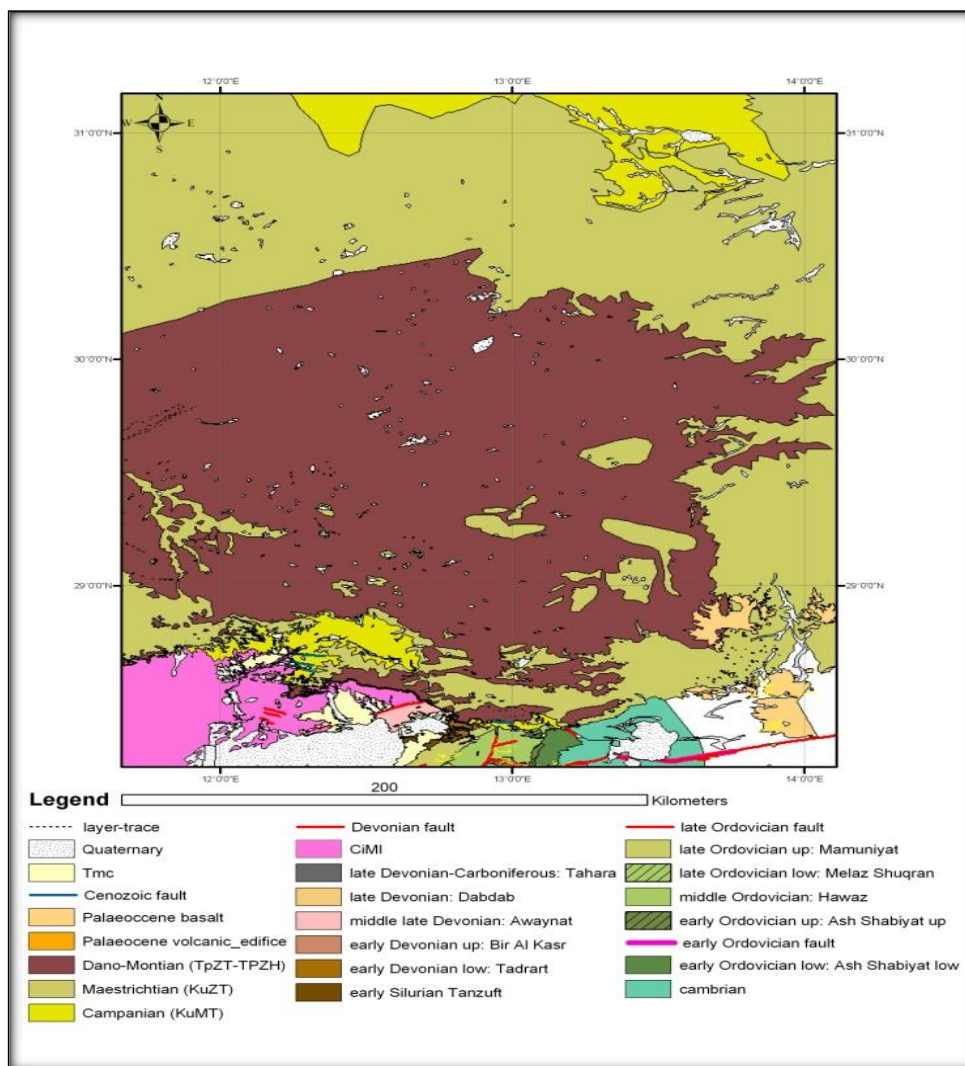 12°0'0"E 13°0'0"E 14°0'0"E
N
W E
S
31°0'0"N 31°0'0"N
30°0'0"N 30°0'0"N
29°0'0"N 29°0'0"N
12°0'0"E 13°0'0"E 14°0'0"E
Legend 200 Kilometers
layer-trace
Quaternary
Tmc
Cenozoic fault
Palaeoccene basalt
Palaeocene volcanic_edifice
Dano-Montian (TpZT-TPZH)
Maestrichtian (KuZT)
Campanian (KuMT)
Devonian fault
CiMl
late Devonian-Carboniferous: Tahara
late Devonian: Dabdab
middle late Devonian: Awaynat
early Devonian up: Bir Al Kasr
early Devonian low: Tadrart
early Silurian Tanzuft
late Ordovician fault
late Ordovician up: Mamuniyat
late Ordovician low: Melaz Shuqran
middle Ordovician: Hawaz
early Ordovician up: Ash Shabiyat up
early Ordovician fault
early Ordovician low: Ash Shabiyat low
cambrian